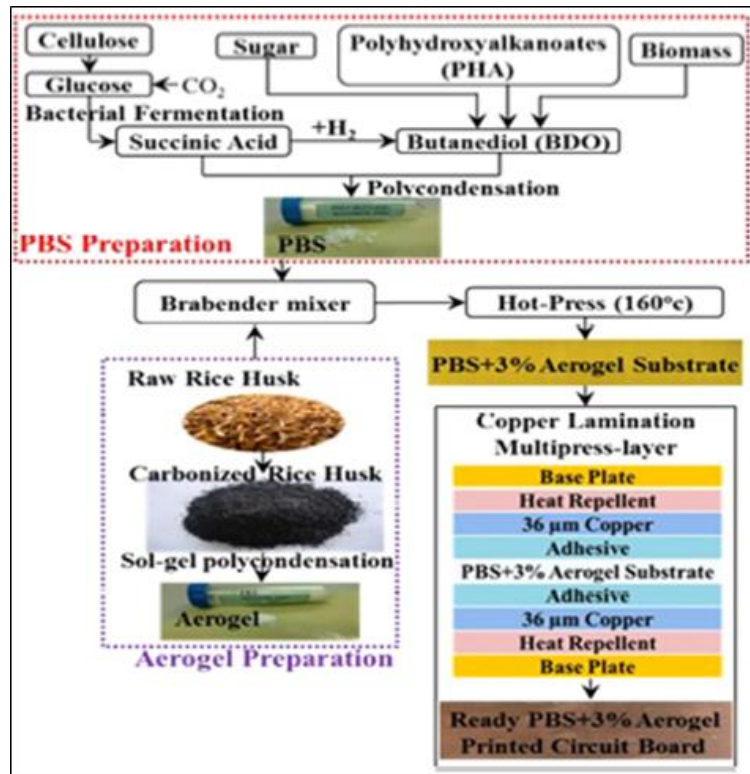 Cellulose
Sugar
Polyhydroxyalkanoates
(PHA)
Biomass
Glucose
CO₂
Bacterial Fermentation
Succinic Acid
+H₂
Butanediol (BDO)
Polycondensation
PBS
PBS Preparation
Brabender mixer
Hot-Press (160°c)
Raw Rice Husk
Carbonized Rice Husk
Sol-gel polycondensation
Aerogel
Aerogel Preparation
PBS+3% Aerogel Substrate
Copper Lamination
Multipress-layer
Base Plate
Heat Repellent
36 µm Copper
Adhesive
PBS+3% Aerogel Substrate
Adhesive
36 µm Copper
Heat Repellent
Base Plate
Ready PBS+3% Aerogel
Printed Circuit Board